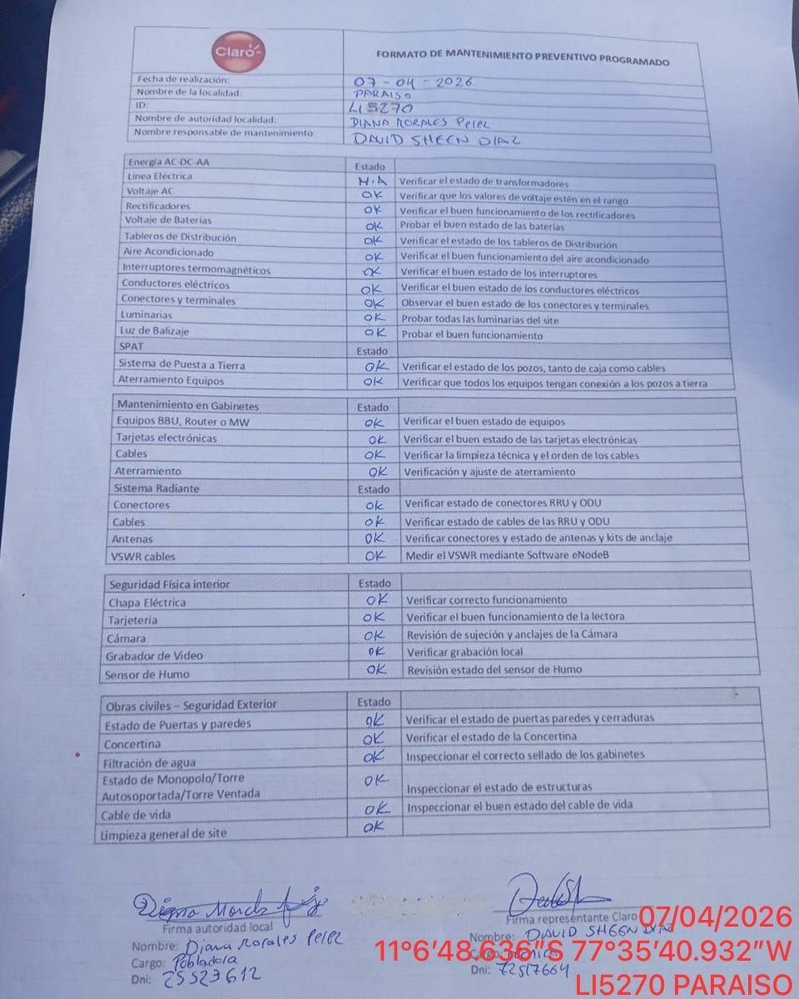 Claro
FORMATO DE MANTENIMIENTO PREVENTIVO PROGRAMADO
Fecha de realización: 07-04-2026
Nombre de la localidad: PARAISO
ID: LI5270
Nombre de autoridad localidad: DIANA MORALES PEREZ
Nombre responsable de mantenimiento: DAVID SHEEN DIAZ
Energía AC-DC-AA Estado
Línea Eléctrica N.A Verificar el estado de transformadores
Voltaje AC OK Verificar que los valores de voltaje estén en el rango
Rectificadores OK Verificar el buen funcionamiento de los rectificadores
Voltaje de Baterías OK Probar el buen estado de las baterías
Tableros de Distribución OK Verificar el estado de los tableros de Distribución
Aire Acondicionado OK Verificar el buen funcionamiento del aire acondicionado
Interruptores termomagnéticos OK Verificar el buen estado de los interruptores
Conductores eléctricos OK Verificar el buen estado de los conductores eléctricos
Conectores y terminales OK Observar el buen estado de los conectores y terminales
Luminarias OK Probar todas las luminarias del site
Luz de Balizaje OK Probar el buen funcionamiento
SPAT Estado
Sistema de Puesta a Tierra OK Verificar el estado de los pozos, tanto de caja como cables
Aterramiento Equipos OK Verificar que todos los equipos tengan conexión a los pozos a tierra
Mantenimiento en Gabinetes Estado
Equipos BBU, Router o MW OK Verificar el buen estado de equipos
Tarjetas electrónicas OK Verificar el buen estado de las tarjetas electrónicas
Cables OK Verificar la limpieza técnica y el orden de los cables
Aterramiento OK Verificación y ajuste de aterramiento
Sistema Radiante Estado
Conectores OK Verificar estado de conectores RRU y ODU
Cables OK Verificar estado de cables de las RRU y ODU
Antenas OK Verificar conectores y estado de antenas y kits de anclaje
VSWR cables OK Medir el VSWR mediante Software eNodeB
Seguridad Física interior Estado
Chapa Eléctrica OK Verificar correcto funcionamiento
Tarjeteria OK Verificar el buen funcionamiento de la lectora
Cámara OK Revisión de sujeción y anclajes de la Cámara
Grabador de Video OK Verificar grabación local
Sensor de Humo OK Revisión estado del sensor de Humo
Obras civiles – Seguridad Exterior Estado
Estado de Puertas y paredes OK Verificar el estado de puertas paredes y cerraduras
Concertina OK Verificar el estado de la Concertina
Filtración de agua OK Inspeccionar el correcto sellado de los gabinetes
Estado de Monopolo/Torre
Autosoportada/Torre Ventada OK Inspeccionar el estado de estructuras
Cable de vida OK Inspeccionar el buen estado del cable de vida
Limpieza general de site OK
Firma autoridad local
Nombre: Diana Morales Perez
Cargo: Pobladora
Dni: 25523612
Firma representante Claro
Nombre: DAVID SHEEN DIAZ
Cargo:
Dni: 72517664
07/04/2026
11°6'48.636"S 77°35'40.932"W
LI5270 PARAISO